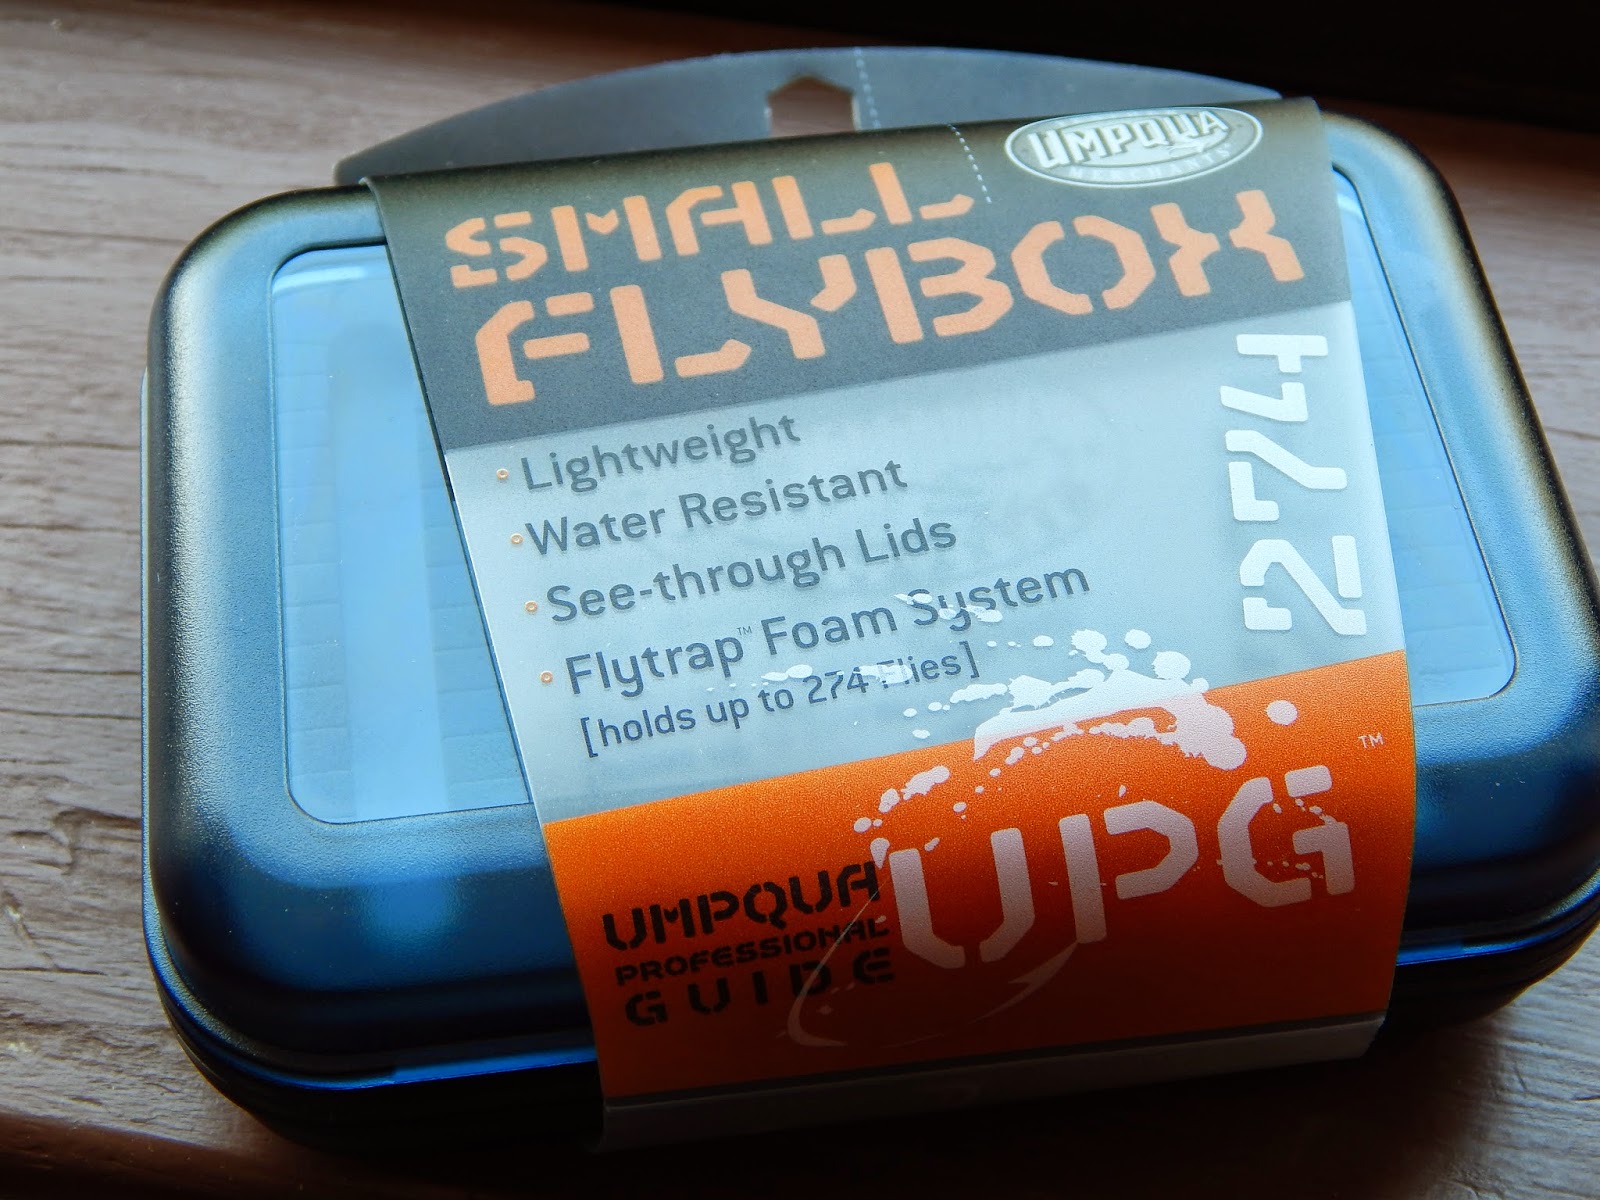 UMPQUA
MERCHANTS
SMALL
FLYBOX
274
Lightweight
Water Resistant
See-through Lids
Flytrap™ Foam System
[holds up to 274 Flies]
UPG™
UMPQUA
PROFESSIONAL
GUIDE